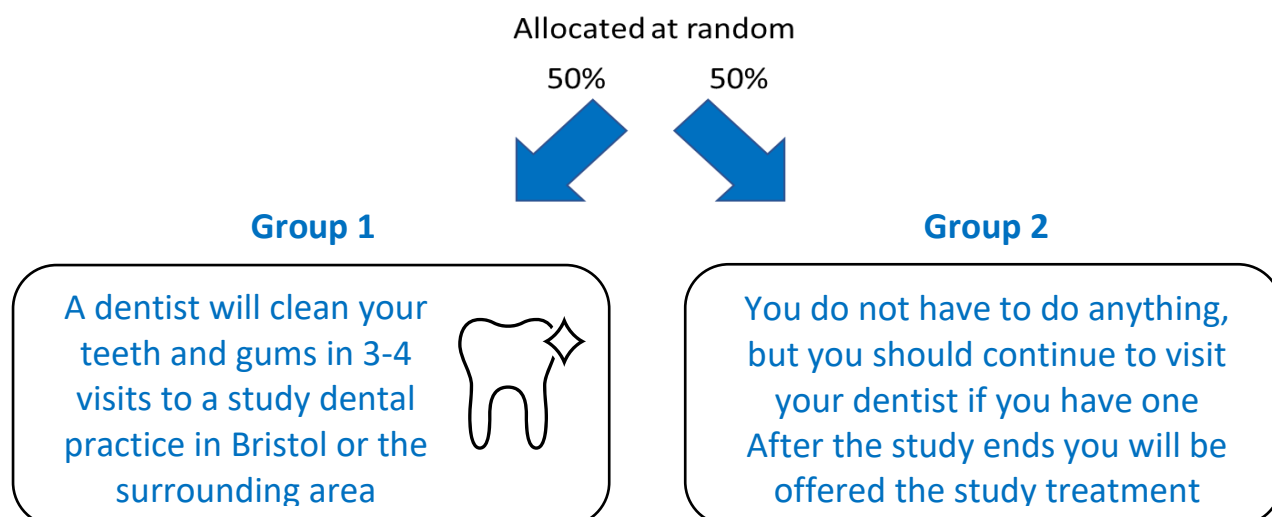 Allocated at random
50% 50%
Group 1
A dentist will clean your
teeth and gums in 3-4
visits to a study dental
practice in Bristol or the
surrounding area
Group 2
You do not have to do anything,
but you should continue to visit
your dentist if you have one
After the study ends you will be
offered the study treatment